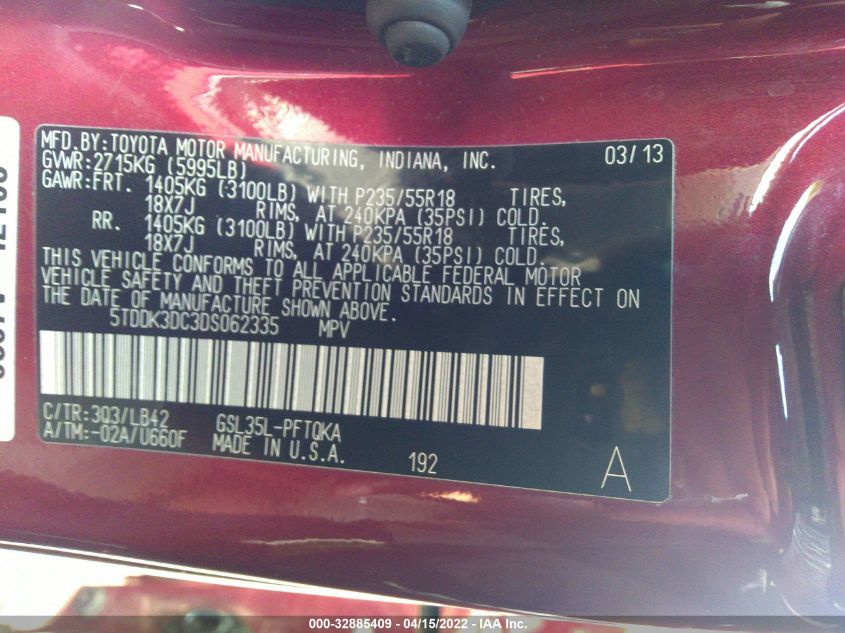 MFD.BY:TOYOTA MOTOR MANUFACTURING, INDIANA, INC. 03/13
GVWR:2715KG (5995LB)
GAWR:FRT. 1405KG (3100LB) WITH P235/55R18 TIRES,
18X7J RIMS, AT 240KPA (35PSI) COLD.
RR. 1405KG (3100LB) WITH P235/55R18 TIRES,
18X7J RIMS, AT 240KPA (35PSI) COLD.
THIS VEHICLE CONFORMS TO ALL APPLICABLE FEDERAL MOTOR
VEHICLE SAFETY AND THEFT PREVENTION STANDARDS IN EFFECT ON
THE DATE OF MANUFACTURE SHOWN ABOVE.
5TDDK3DC3DS062335 MPV
C/TR:3Q3/LB42 GSL35L-PFTQKA
A/TM:-02A/U660F MADE IN U.S.A.
192 A
000-32885409 - 04/15/2022 - IAA Inc.